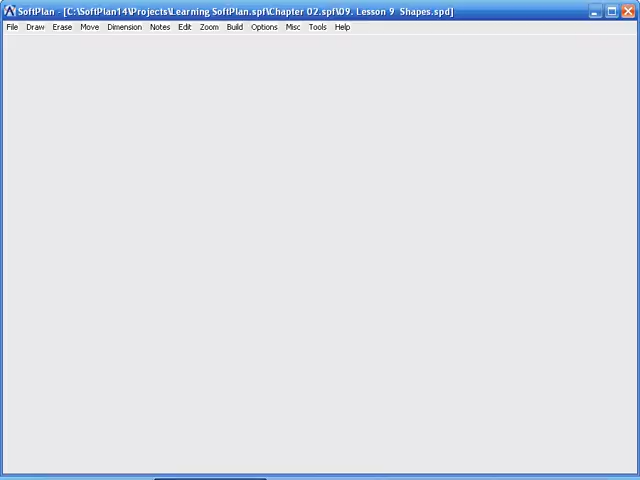 SoftPlan - [C:\SoftPlan14\Projects\Learning SoftPlan.spf\Chapter 02.spf\09. Lesson 9  Shapes.spd]
File Draw Erase Move Dimension Notes Edit Zoom Build Options Misc Tools Help